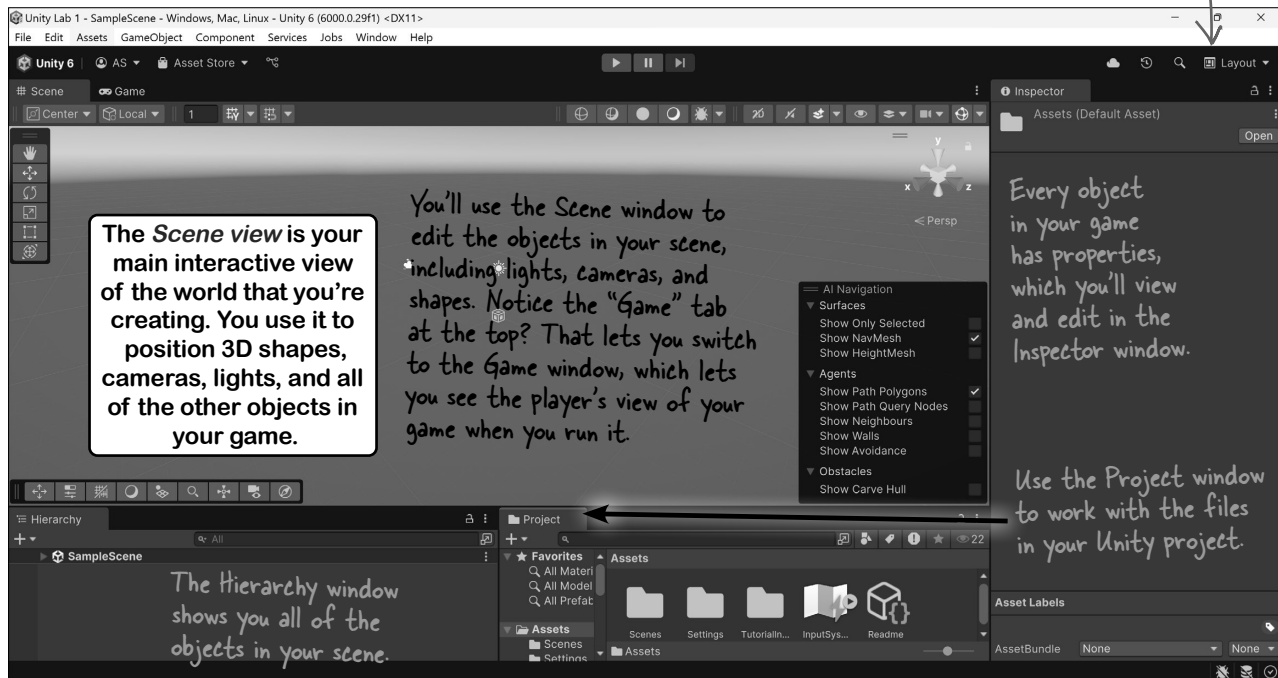 Unity Lab 1 - SampleScene - Windows, Mac, Linux - Unity 6 (6000.0.29f1) <DX11>
File Edit Assets GameObject Component Services Jobs Window Help
Unity 6 AS Asset Store Layout
Scene Game
Center Local 1
2D
Persp
y
x z
The Scene view is your
main interactive view
of the world that you're
creating. You use it to
position 3D shapes,
cameras, lights, and all
of the other objects in
your game.
You'll use the Scene window to
edit the objects in your scene,
including lights, cameras, and
shapes. Notice the "Game" tab
at the top? That lets you switch
to the Game window, which lets
you see the player's view of your
game when you run it.
AI Navigation
Surfaces
Show Only Selected
Show NavMesh
Show HeightMesh
Agents
Show Path Polygons
Show Path Query Nodes
Show Neighbours
Show Walls
Show Avoidance
Obstacles
Show Carve Hull
Inspector
Assets (Default Asset)
Open
Every object
in your game
has properties,
which you'll view
and edit in the
Inspector window.
Use the Project window
to work with the files
in your Unity project.
Asset Labels
AssetBundle None None
Hierarchy
All
SampleScene
The Hierarchy window
shows you all of the
objects in your scene.
Project
22
Favorites
All Materi
All Model
All Prefab
Assets
Scenes
Settings
Assets
Scenes Settings TutorialIn... InputSys... Readme
Assets